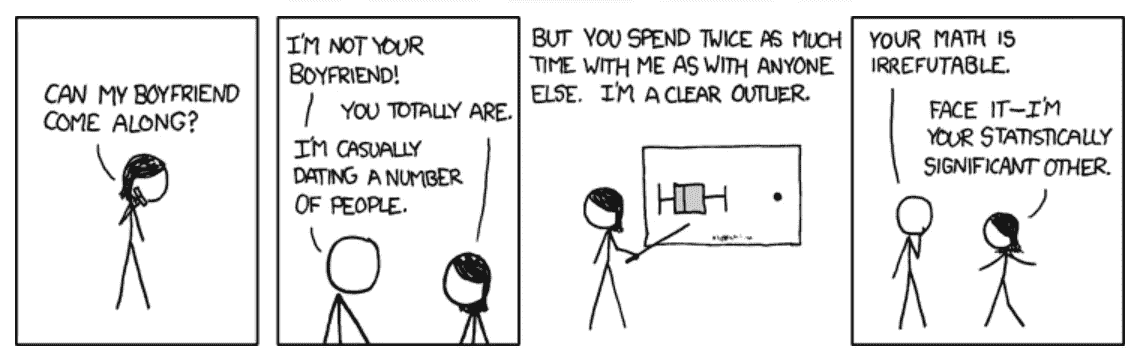 CAN MY BOYFRIEND
COME ALONG?
I'M NOT YOUR
BOYFRIEND!
YOU TOTALLY ARE.
I'M CASUALLY
DATING A NUMBER
OF PEOPLE.
BUT YOU SPEND TWICE AS MUCH
TIME WITH ME AS WITH ANYONE
ELSE. I'M A CLEAR OUTLIER.
YOUR MATH IS
IRREFUTABLE.
FACE IT—I'M
YOUR STATISTICALLY
SIGNIFICANT OTHER.